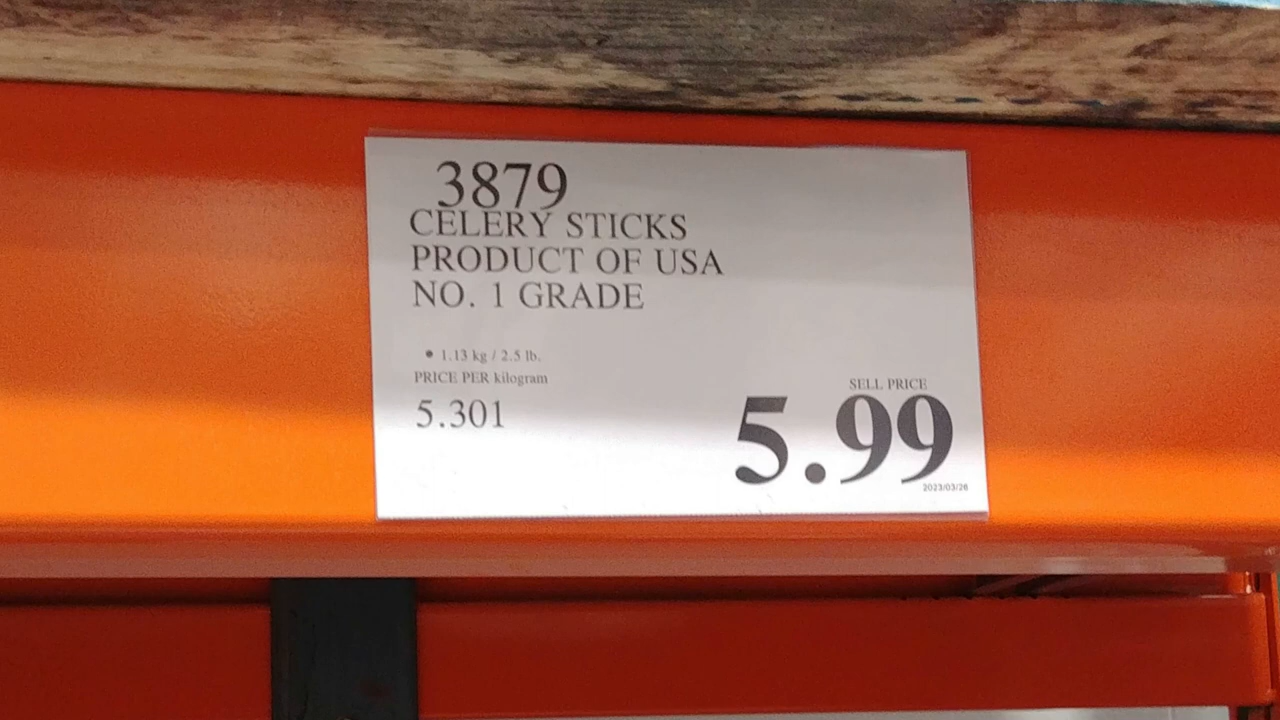 3879
CELERY STICKS
PRODUCT OF USA
NO. 1 GRADE
• 1.13 kg / 2.5 lb.
PRICE PER kilogram
5.301
SELL PRICE
5.99
2023/03/26